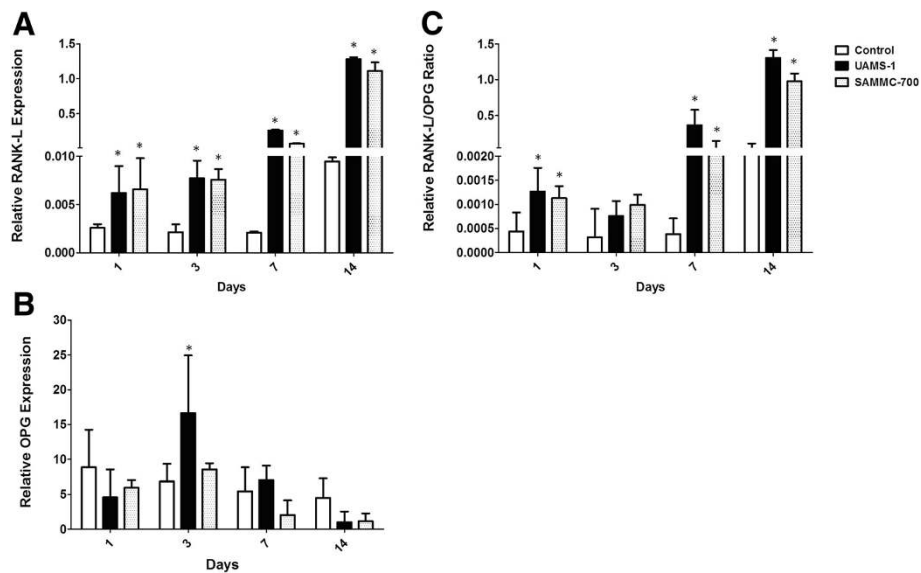 A
Relative RANK-L Expression
1.5
1.0
0.5
0.010
0.005
0.000
* * * * * * * *
1 3 7 14
Days
C
Relative RANK-L/OPG Ratio
1.5
1.0
0.5
0.0020
0.0015
0.0010
0.0005
0.0000
* * * * * *
1 3 7 14
Days
Control
UAMS-1
SAMMC-700
B
Relative OPG Expression
30
25
20
15
10
5
0
*
1 3 7 14
Days